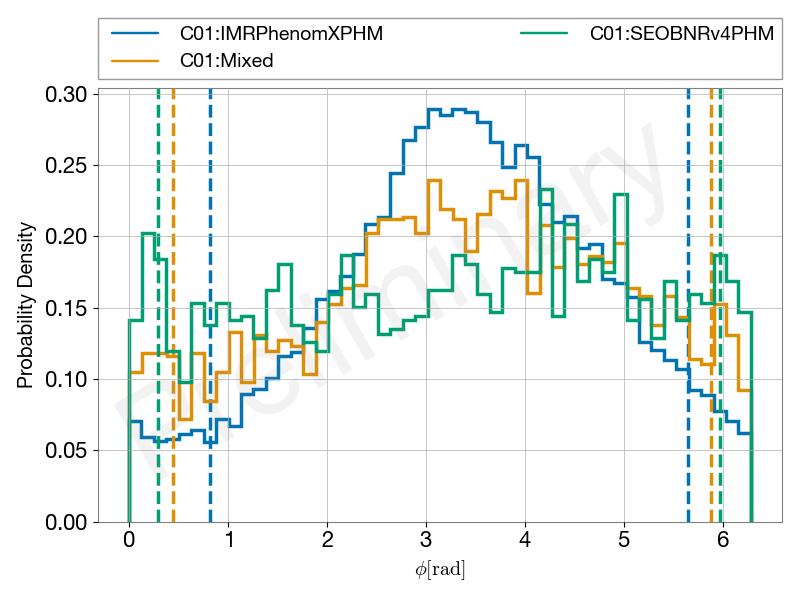 C01:IMRPhenomXPHM
C01:Mixed
C01:SEOBNRv4PHM
0.30
0.25
0.20
0.15
0.10
0.05
0.00
Probability Density
Preliminary
0 1 2 3 4 5 6
ϕ[rad]